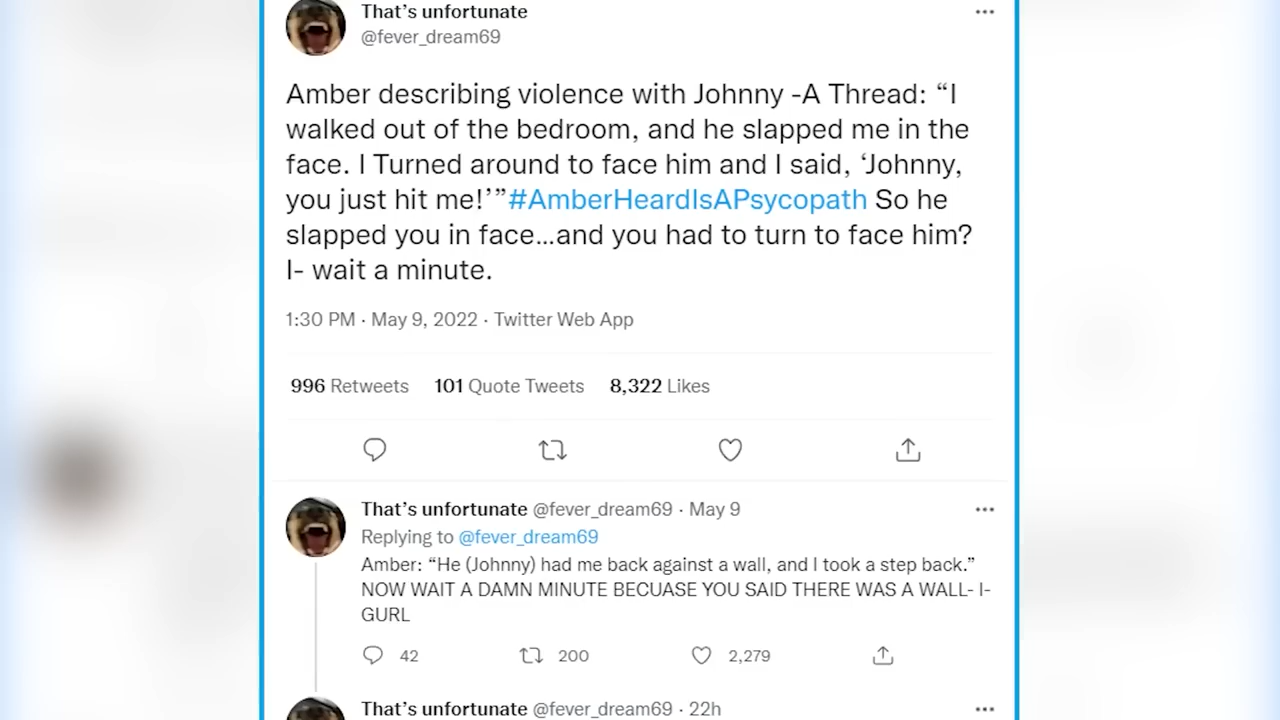 That’s unfortunate
@fever_dream69
Amber describing violence with Johnny -A Thread: “I
walked out of the bedroom, and he slapped me in the
face. I Turned around to face him and I said, ‘Johnny,
you just hit me!’”#AmberHeardIsAPsycopath So he
slapped you in face...and you had to turn to face him?
I- wait a minute.
1:30 PM · May 9, 2022 · Twitter Web App
996 Retweets 101 Quote Tweets 8,322 Likes
That’s unfortunate @fever_dream69 · May 9
Replying to @fever_dream69
Amber: “He (Johnny) had me back against a wall, and I took a step back.”
NOW WAIT A DAMN MINUTE BECUASE YOU SAID THERE WAS A WALL- I-
GURL
42 200 2,279
That’s unfortunate @fever_dream69 · 22h